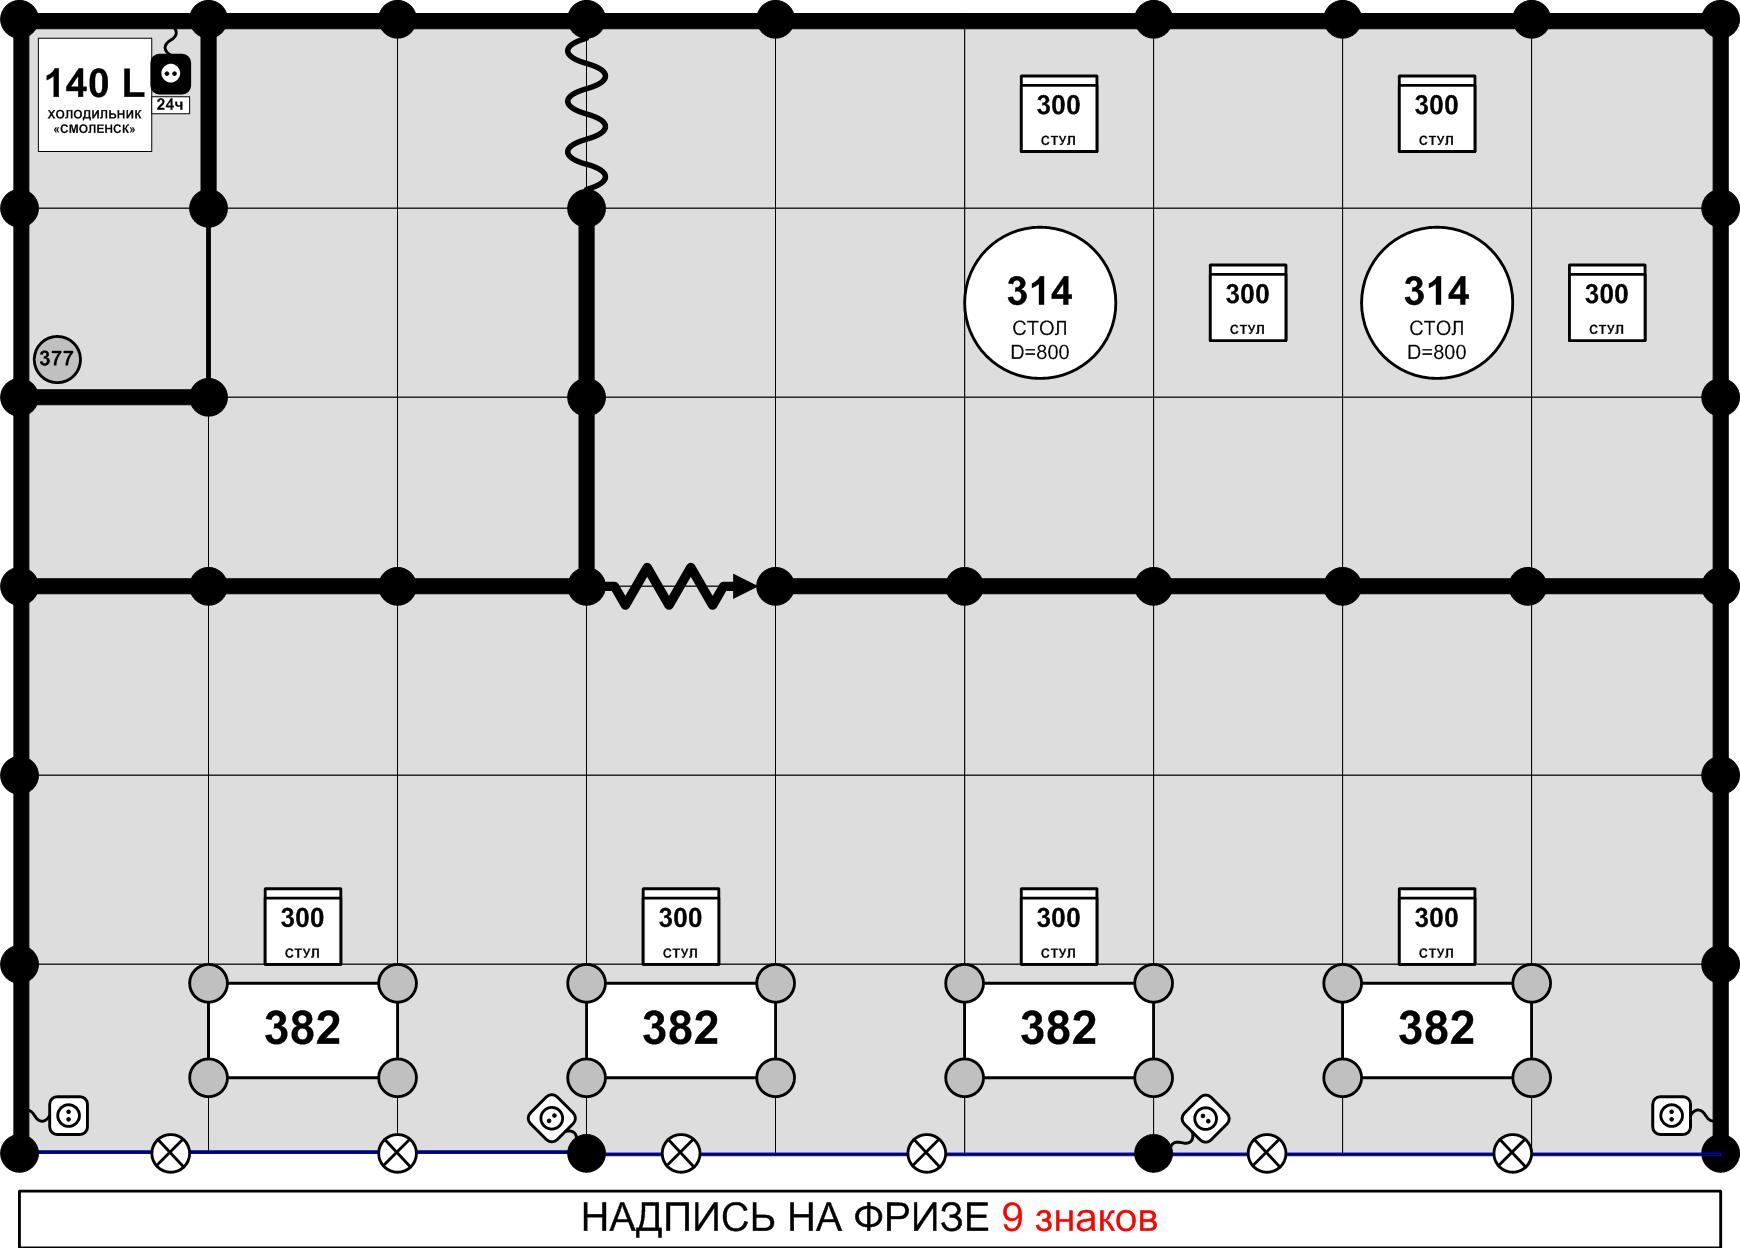 140 L
ХОЛОДИЛЬНИК
«СМОЛЕНСК»
24ч
300
СТУЛ
300
СТУЛ
314
СТОЛ
D=800
300
СТУЛ
314
СТОЛ
D=800
300
СТУЛ
377
300
СТУЛ
300
СТУЛ
300
СТУЛ
300
СТУЛ
382
382
382
382
НАДПИСЬ НА ФРИЗЕ 9 знаков